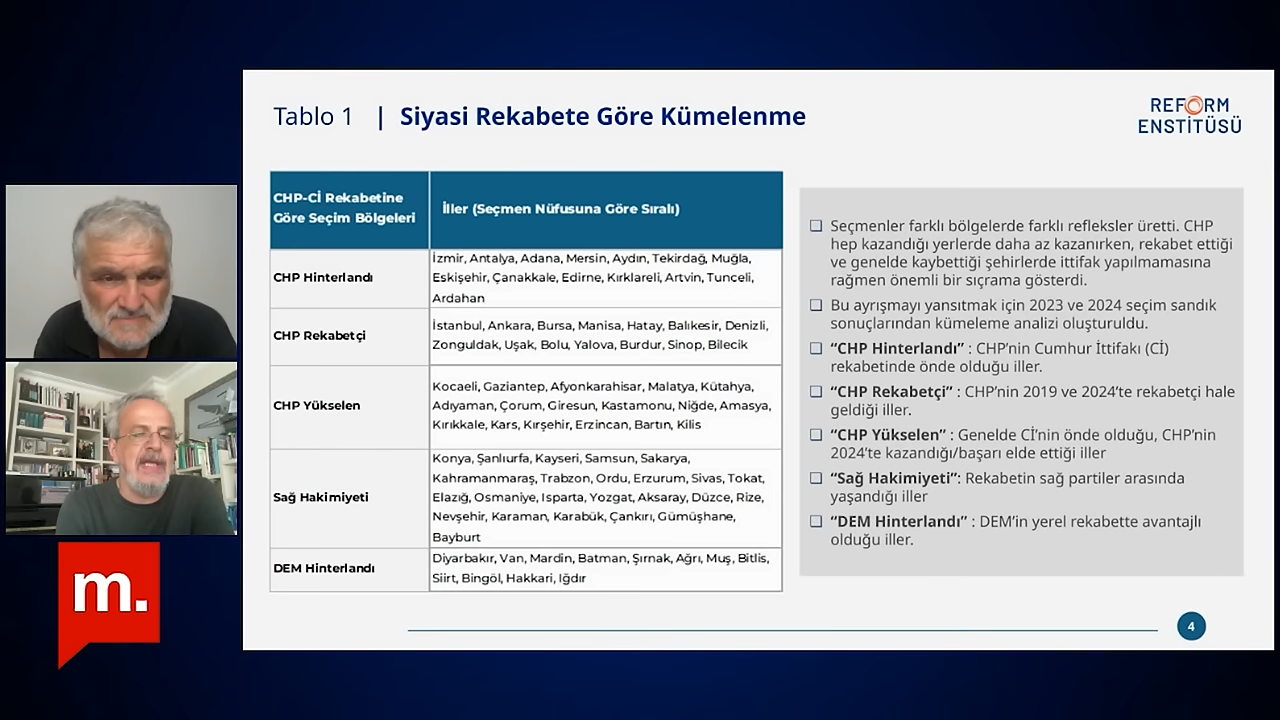 Tablo 1 | Siyasi Rekabete Göre Kümelenme
REFORM
ENSTİTÜSÜ
CHP-Cİ Rekabetine
Göre Seçim Bölgeleri
İller (Seçmen Nüfusuna Göre Sıralı)
CHP Hinterlandı
İzmir, Antalya, Adana, Mersin, Aydın, Tekirdağ, Muğla,
Eskişehir, Çanakkale, Edirne, Kırklareli, Artvin, Tunceli,
Ardahan
CHP Rekabetçi
İstanbul, Ankara, Bursa, Manisa, Hatay, Balıkesir, Denizli,
Zonguldak, Uşak, Bolu, Yalova, Burdur, Sinop, Bilecik
CHP Yükselen
Kocaeli, Gaziantep, Afyonkarahisar, Malatya, Kütahya,
Adıyaman, Çorum, Giresun, Kastamonu, Niğde, Amasya,
Kırıkkale, Kars, Kırşehir, Erzincan, Bartın, Kilis
Sağ Hakimiyeti
Konya, Şanlıurfa, Kayseri, Samsun, Sakarya,
Kahramanmaraş, Trabzon, Ordu, Erzurum, Sivas, Tokat,
Elazığ, Osmaniye, Isparta, Yozgat, Aksaray, Düzce, Rize,
Nevşehir, Karaman, Karabük, Çankırı, Gümüşhane,
Bayburt
DEM Hinterlandı
Diyarbakır, Van, Mardin, Batman, Şırnak, Ağrı, Muş, Bitlis,
Siirt, Bingöl, Hakkari, Iğdır
❑ Seçmenler farklı bölgelerde farklı refleksler üretti. CHP
hep kazandığı yerlerde daha az kazanırken, rekabet ettiği
ve genelde kaybettiği şehirlerde ittifak yapılmamasına
rağmen önemli bir sıçrama gösterdi.
❑ Bu ayrışmayı yansıtmak için 2023 ve 2024 seçim sandık
sonuçlarından kümeleme analizi oluşturuldu.
❑ “CHP Hinterlandı” : CHP’nin Cumhur İttifakı (Cİ)
rekabetinde önde olduğu iller.
❑ “CHP Rekabetçi” : CHP’nin 2019 ve 2024’te rekabetçi hale
geldiği iller.
❑ “CHP Yükselen” : Genelde Cİ’nin önde olduğu, CHP’nin
2024’te kazandığı/başarı elde ettiği iller
❑ “Sağ Hakimiyeti”: Rekabetin sağ partiler arasında
yaşandığı iller
❑ “DEM Hinterlandı” : DEM’in yerel rekabette avantajlı
olduğu iller.
m.
4